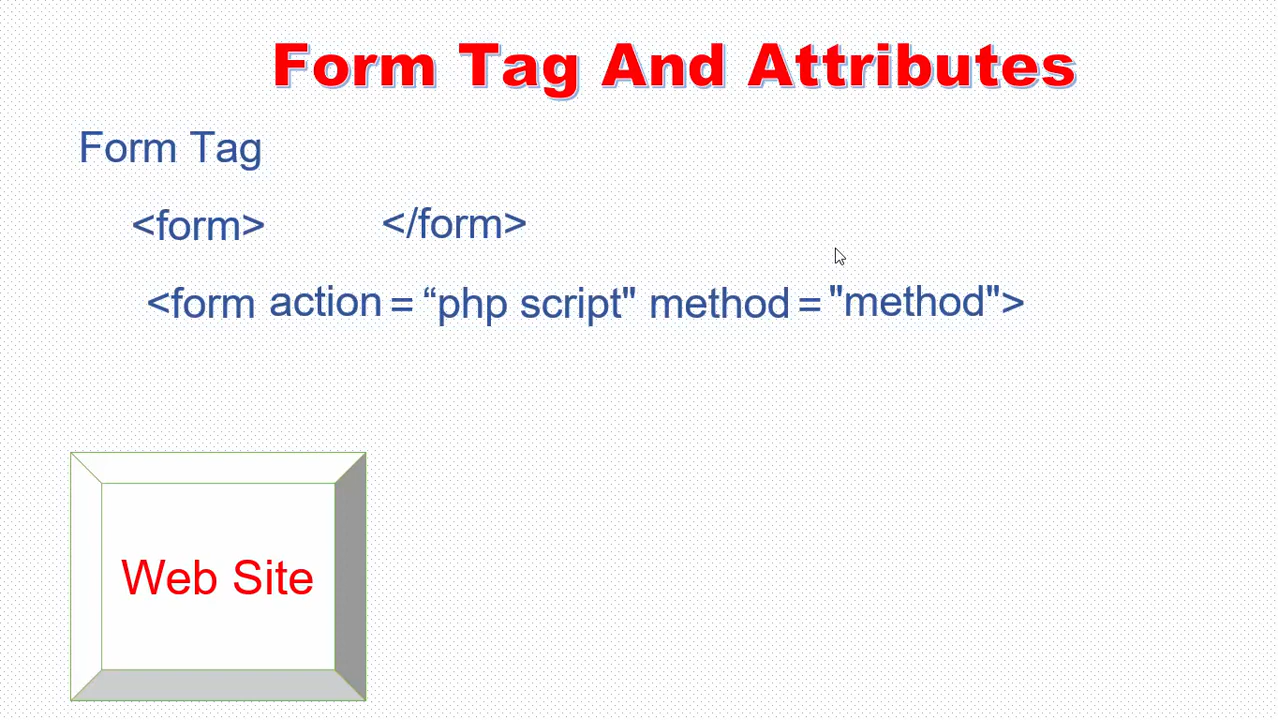 Form Tag And Attributes
Form Tag
<form> </form>
<form action = “php script" method = "method">
Web Site